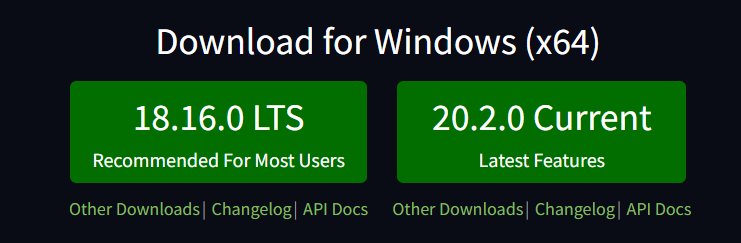 Download for Windows (x64)
18.16.0 LTS
Recommended For Most Users
20.2.0 Current
Latest Features
Other Downloads| Changelog| API Docs
Other Downloads| Changelog| API Docs